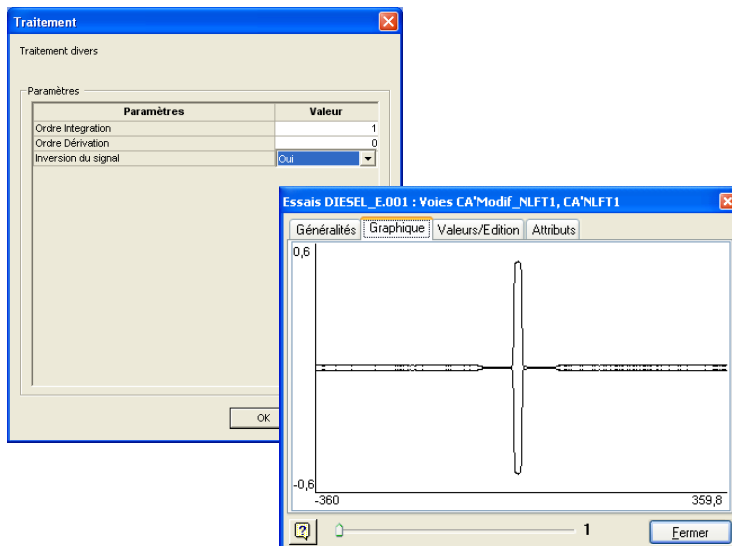 Traitement
Traitement divers
Paramètres
Paramètres Valeur
Ordre Integration 1
Ordre Dérivation 0
Inversion du signal Oui
OK
Essais DIESEL_E.001 : Voies CA'Modif_NLFT1, CA'NLFT1
Généralités Graphique Valeurs/Edition Attributs
0,6
-0,6
-360 359,8
1 Fermer